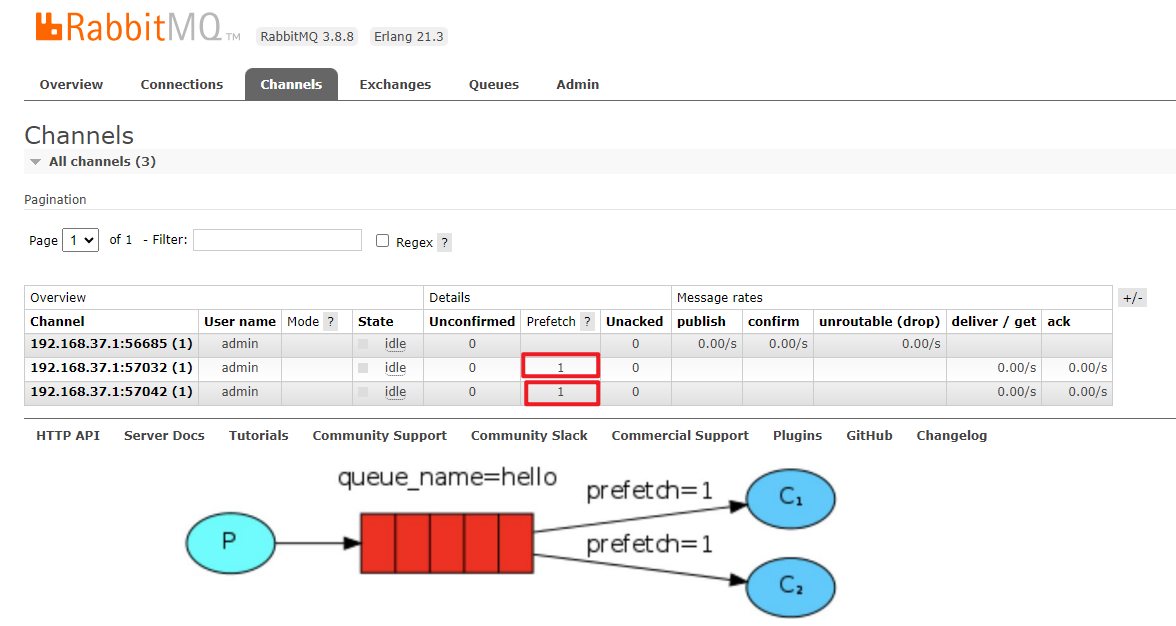 RabbitMQ TM RabbitMQ 3.8.8 Erlang 21.3
Overview Connections Channels Exchanges Queues Admin
Channels
All channels (3)
Pagination
Page 1 of 1 - Filter: Regex ?
Overview Details Message rates +/-
Channel User name Mode ? State Unconfirmed Prefetch ? Unacked publish confirm unroutable (drop) deliver / get ack
192.168.37.1:56685 (1) admin idle 0 0 0.00/s 0.00/s 0.00/s
192.168.37.1:57032 (1) admin idle 0 1 0 0.00/s 0.00/s
192.168.37.1:57042 (1) admin idle 0 1 0 0.00/s 0.00/s
HTTP API Server Docs Tutorials Community Support Community Slack Commercial Support Plugins GitHub Changelog
queue_name=hello
prefetch=1
C₁
P
prefetch=1
C₂